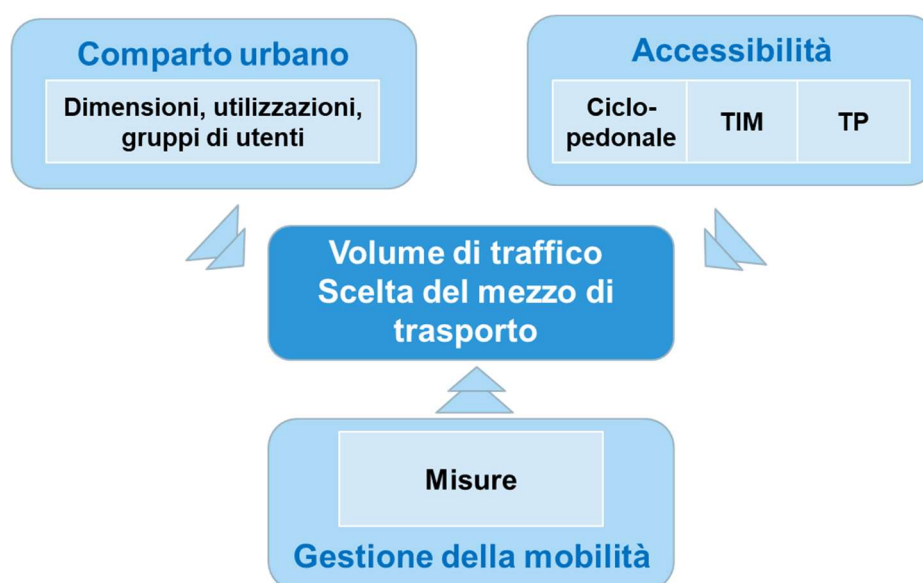 Comparto urbano
Dimensioni, utilizzazioni,
gruppi di utenti
Accessibilità
Ciclo-
pedonale
TIM
TP
Volume di traffico
Scelta del mezzo di
trasporto
Misure
Gestione della mobilità